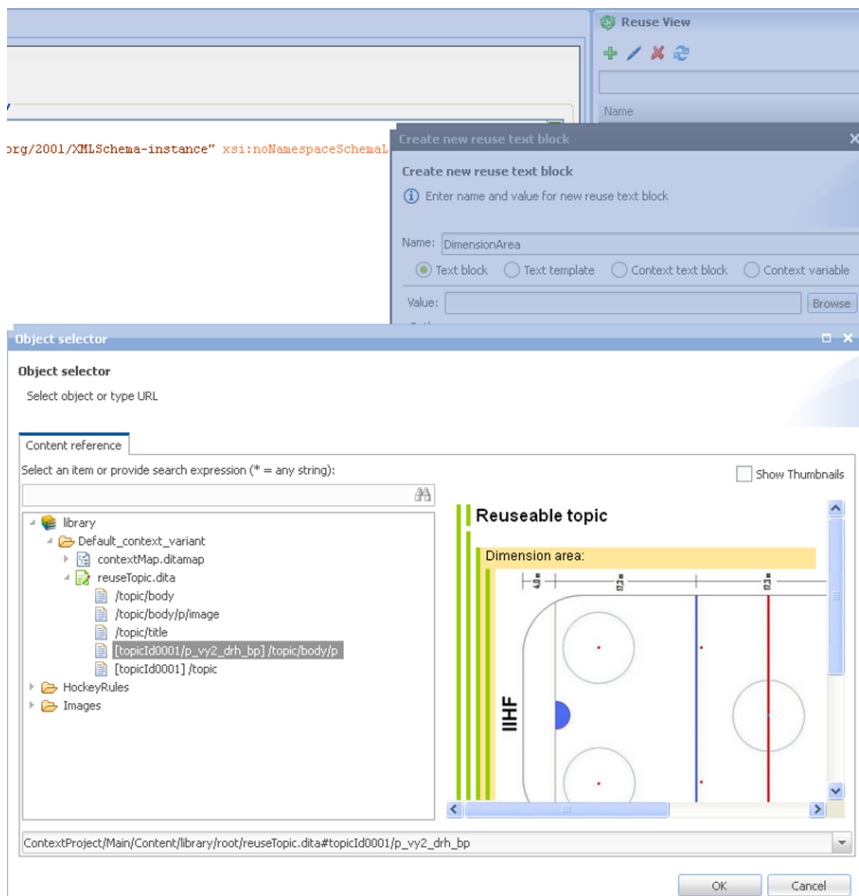 Reuse View
Name
org/2001/XMLSchema-instance" xsi:noNamespaceSchemaL
Create new reuse text block
Create new reuse text block
Enter name and value for new reuse text block
Name: DimensionArea
Text block Text template Context text block Context variable
Value: Browse
Object selector
Object selector
Select object or type URL
Content reference
Select an item or provide search expression (* = any string):
Show Thumbnails
library
Default_context_variant
contextMap.ditamap
reuseTopic.dita
/topic/body
/topic/body/p/image
/topic/title
[topicId0001/p_vy2_drh_bp] /topic/body/p
[topicId0001] /topic
HockeyRules
Images
Reuseable topic
Dimension area:
IIHF
ContextProject/Main/Content/library/root/reuseTopic.dita#topicId0001/p_vy2_drh_bp
OK Cancel